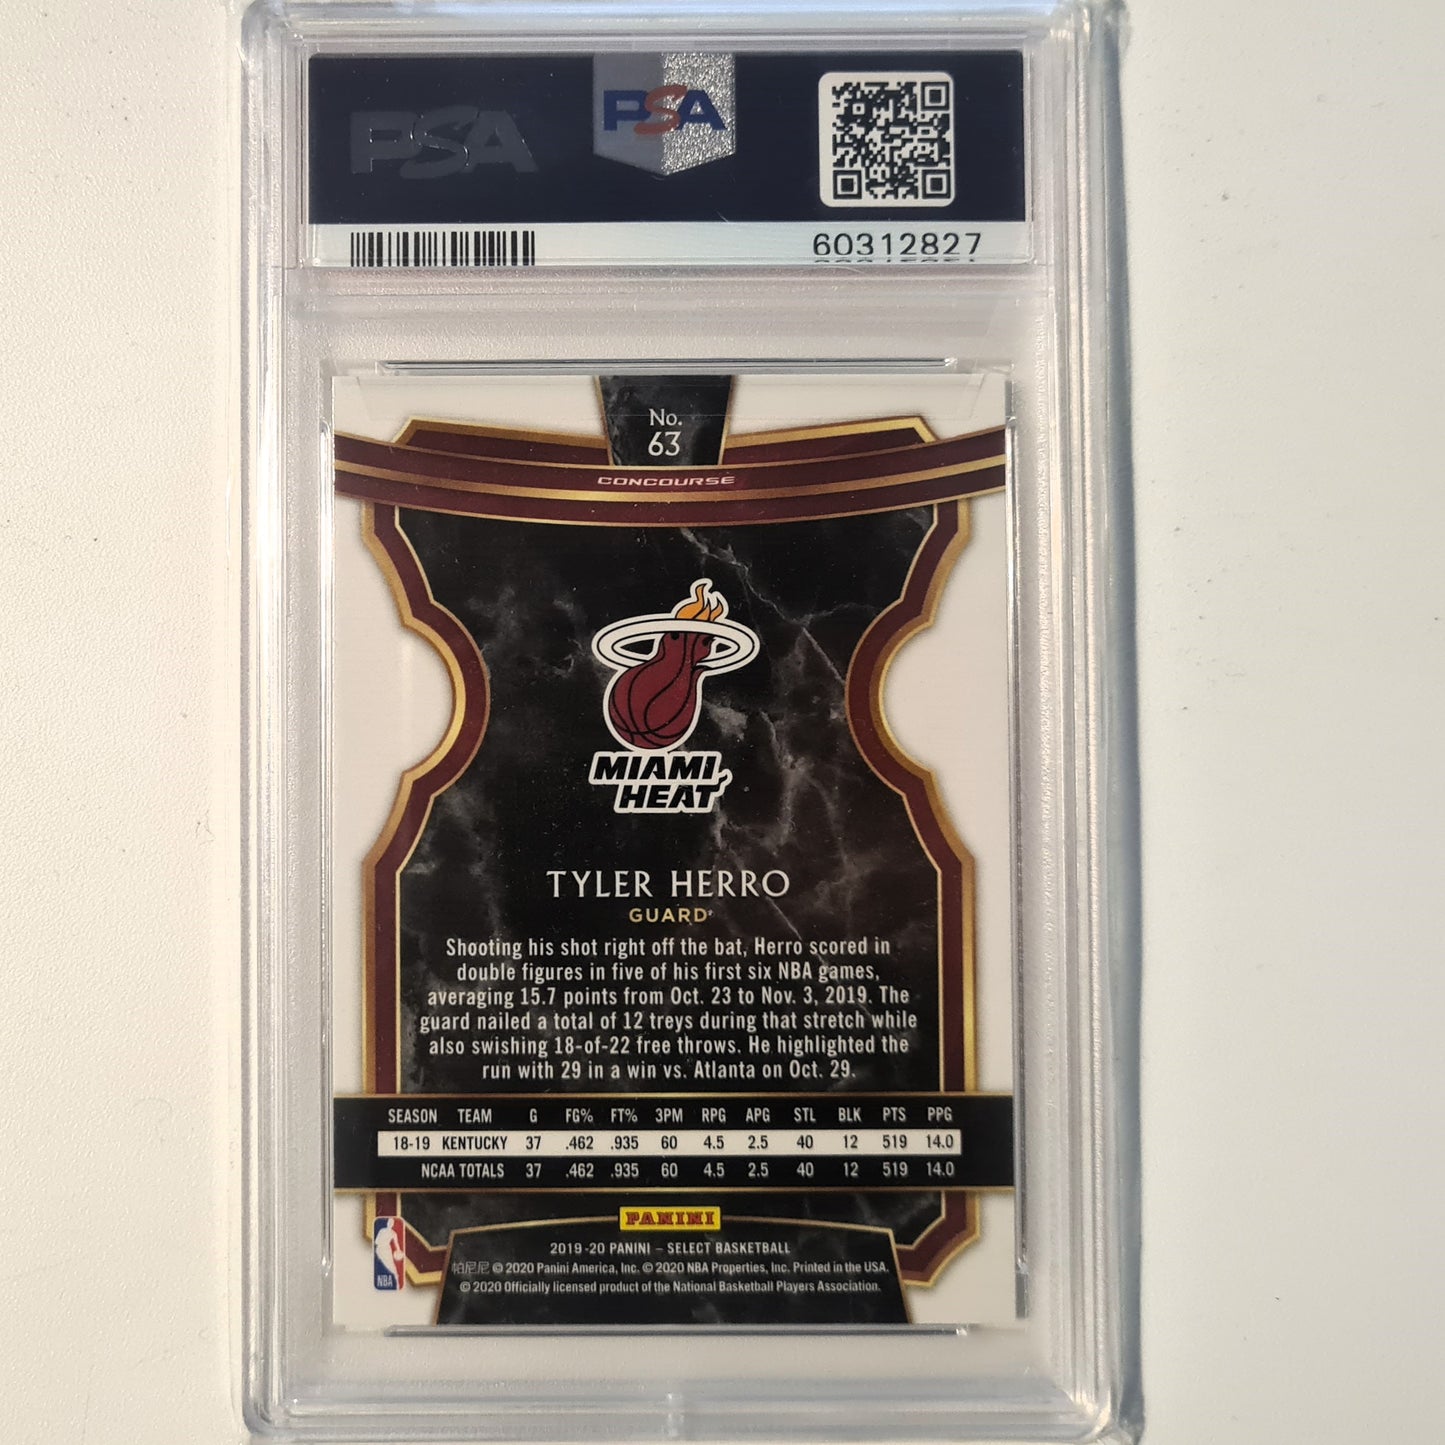 PSA
PSA
60312827
No.
63
CONCOURSE
MIAMI
HEAT
TYLER HERRO
GUARD
Shooting his shot right off the bat, Herro scored in
double figures in five of his first six NBA games,
averaging 15.7 points from Oct. 23 to Nov. 3, 2019. The
guard nailed a total of 12 treys during that stretch while
also swishing 18-of-22 free throws. He highlighted the
run with 29 in a win vs. Atlanta on Oct. 29.
SEASON TEAM G FG% FT% 3PM RPG APG STL BLK PTS PPG
18-19 KENTUCKY 37 .462 .935 60 4.5 2.5 40 12 519 14.0
NCAA TOTALS 37 .462 .935 60 4.5 2.5 40 12 519 14.0
PANINI
2019-20 PANINI – SELECT BASKETBALL
帕尼尼 © 2020 Panini America, Inc. © 2020 NBA Properties, Inc. Printed in the USA.
© 2020 Officially licensed product of the National Basketball Players Association.
NBA